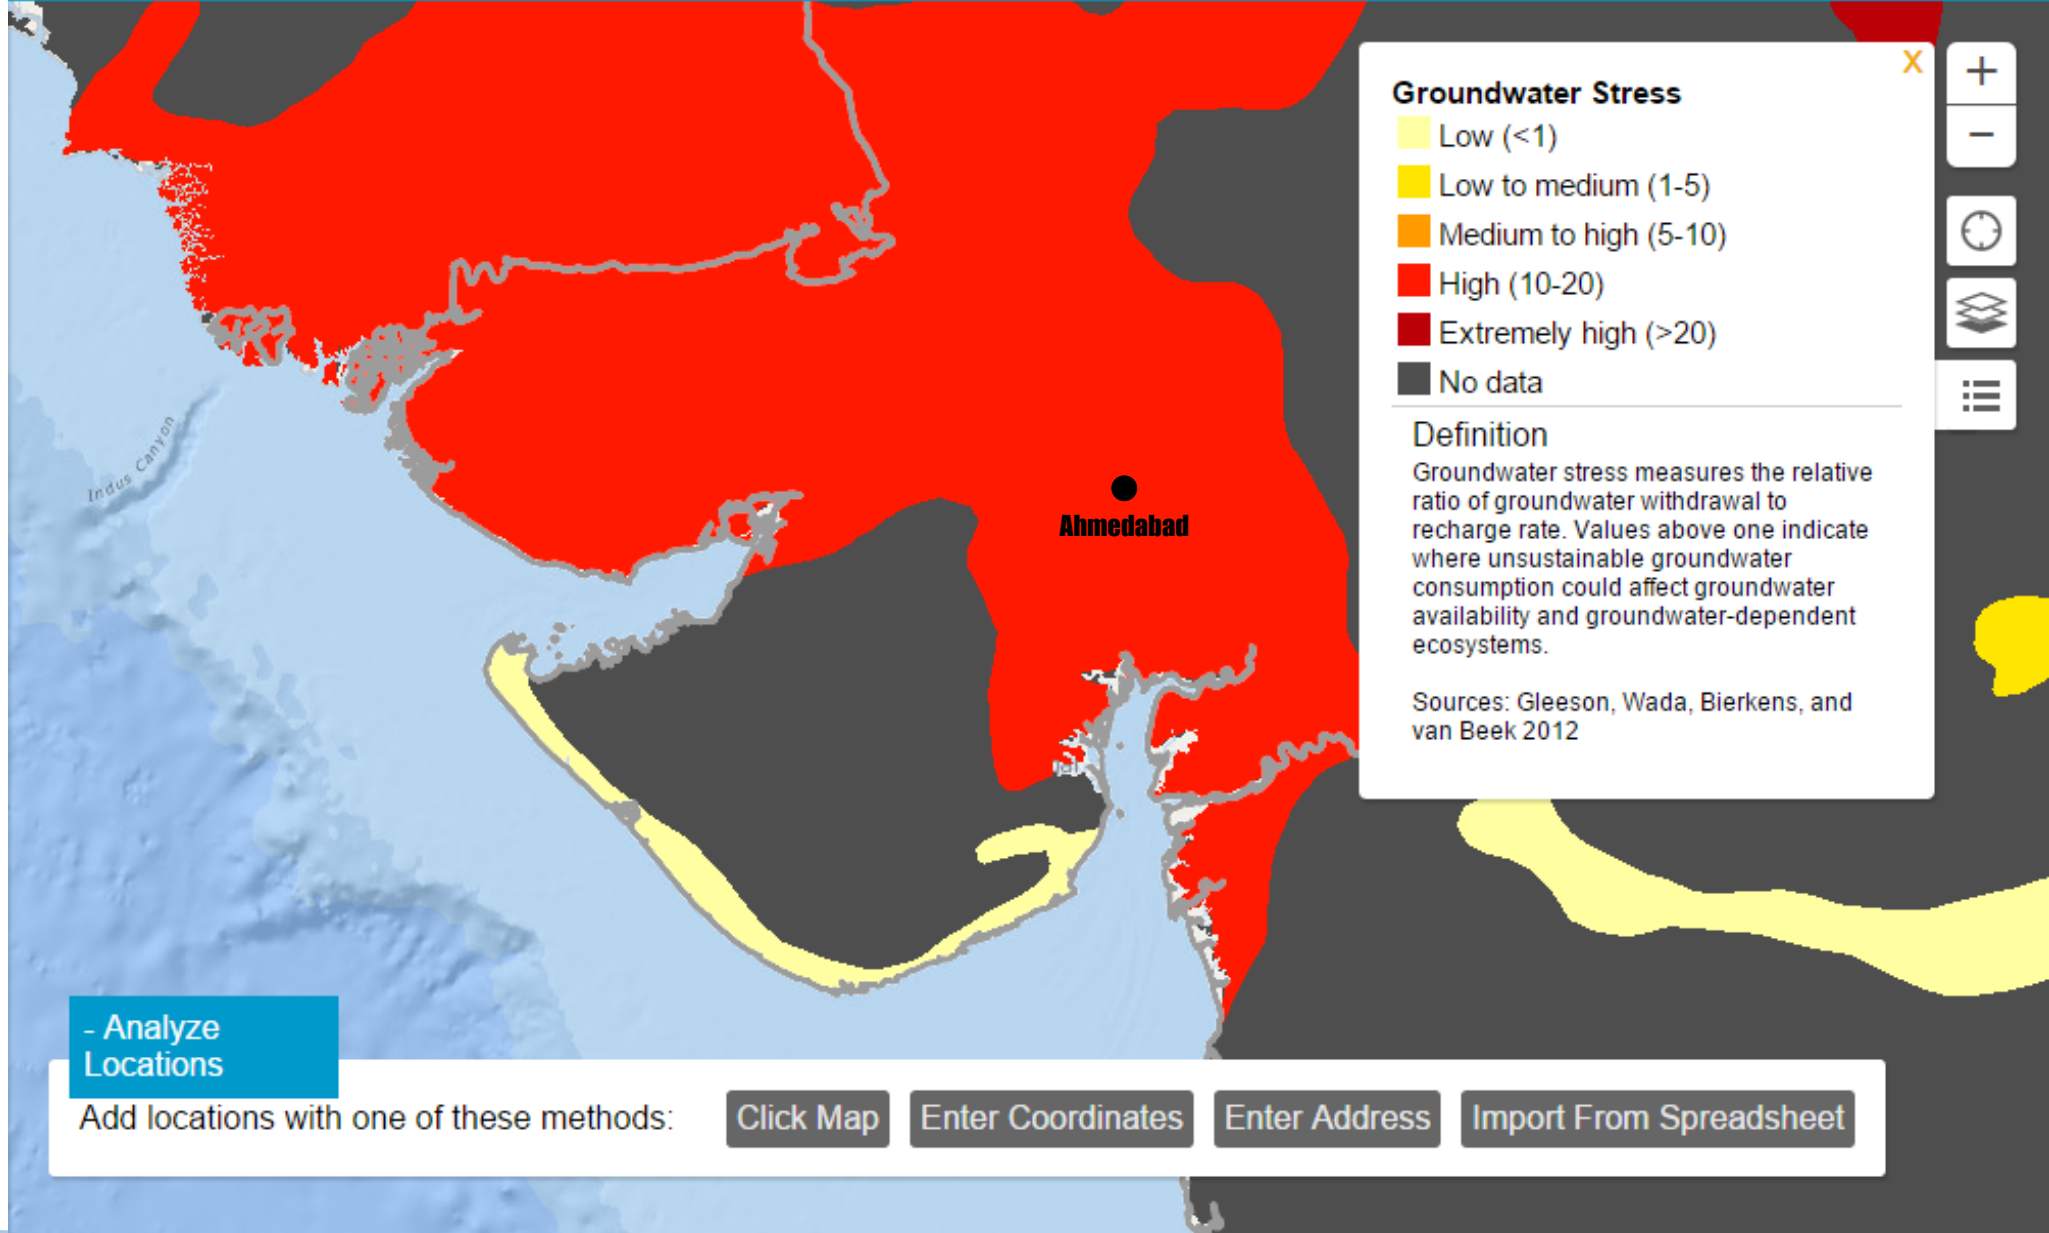 X
Groundwater Stress
Low (<1)
Low to medium (1-5)
Medium to high (5-10)
High (10-20)
Extremely high (>20)
No data
Definition
Groundwater stress measures the relative
ratio of groundwater withdrawal to
recharge rate. Values above one indicate
where unsustainable groundwater
consumption could affect groundwater
availability and groundwater-dependent
ecosystems.
Sources: Gleeson, Wada, Bierkens, and
van Beek 2012
+
−
Indus Canyon
Ahmedabad
- Analyze
Locations
Add locations with one of these methods:
Click Map
Enter Coordinates
Enter Address
Import From Spreadsheet